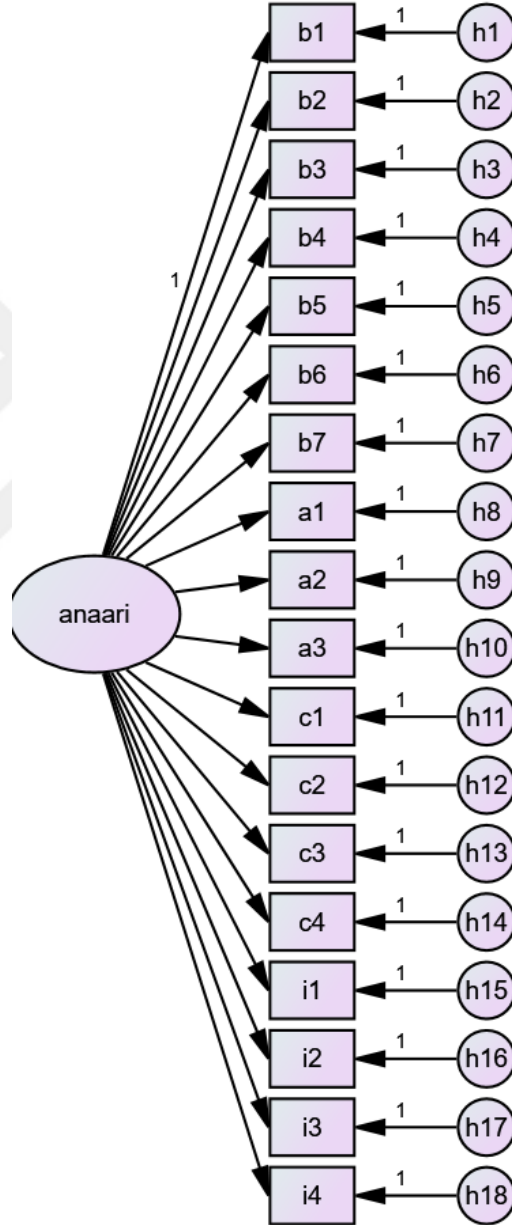 b1 1 h1
b2 1 h2
b3 1 h3
b4 1 h4
1
b5 1 h5
b6 1 h6
b7 1 h7
a1 1 h8
a2 1 h9
anaari
a3 1 h10
c1 1 h11
c2 1 h12
c3 1 h13
c4 1 h14
i1 1 h15
i2 1 h16
i3 1 h17
i4 1 h18